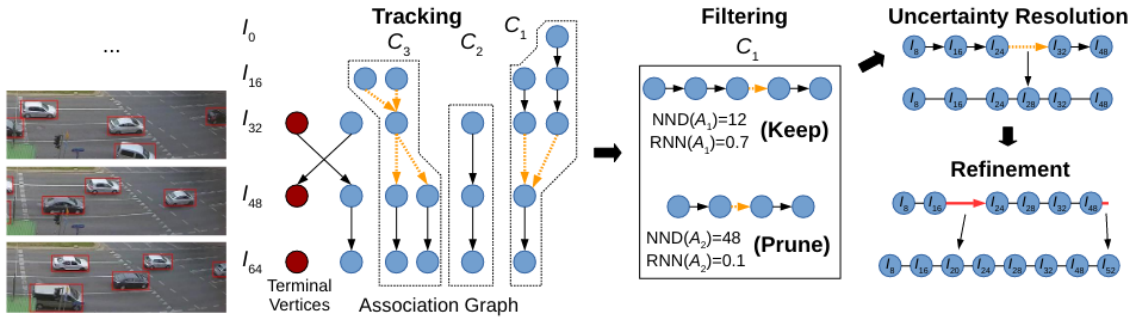 ...
Tracking
I0
I16
I32
I48
I64
C3
C2
C1
Terminal
Vertices
Association Graph
Filtering
C1
NND(A1)=12
RNN(A1)=0.7
(Keep)
NND(A2)=48
RNN(A2)=0.1
(Prune)
Uncertainty Resolution
I8 I16 I24 I32 I48
I8 I16 I24 I28 I32 I48
Refinement
I8 I16 I24 I28 I32 I48
I8 I16 I20 I24 I28 I32 I48 I52